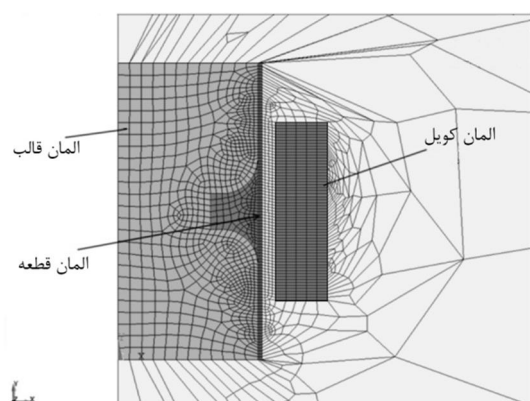 المان کویل
المان قالب
المان قطعه
X
Y
X